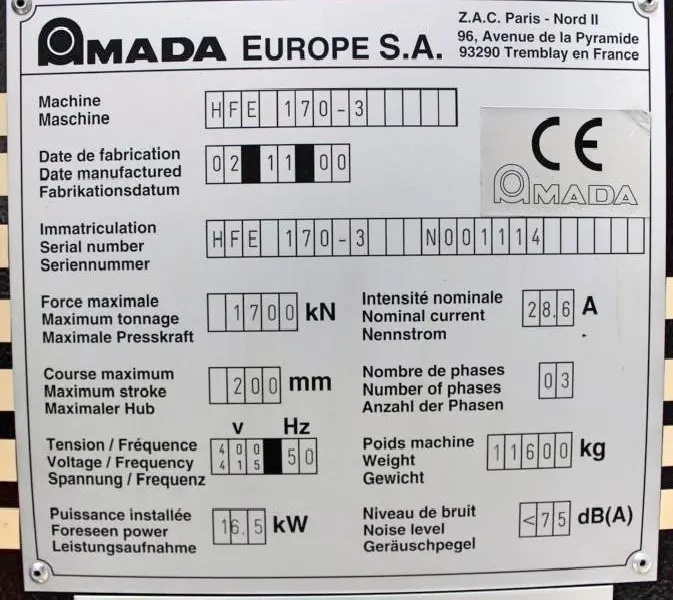 AMADA EUROPE S.A.
Z.A.C. Paris - Nord II
96, Avenue de la Pyramide
93290 Tremblay en France
Machine
Maschine
HFE 170-3
Date de fabrication
Date manufactured
Fabrikationsdatum
02 11 00
CE
AMADA
Immatriculation
Serial number
Seriennummer
HFE 170-3 N001114
Force maximale
Maximum tonnage
Maximale Presskraft
1700 kN
Intensité nominale
Nominal current
Nennstrom
28.6 A
Course maximum
Maximum stroke
Maximaler Hub
200 mm
Nombre de phases
Number of phases
Anzahl der Phasen
03
V Hz
Tension / Fréquence
Voltage / Frequency
Spannung / Frequenz
400
415 50
Poids machine
Weight
Gewicht
11600 kg
Puissance installée
Foreseen power
Leistungsaufnahme
16.5 kW
Niveau de bruit
Noise level
Geräuschpegel
<75 dB(A)